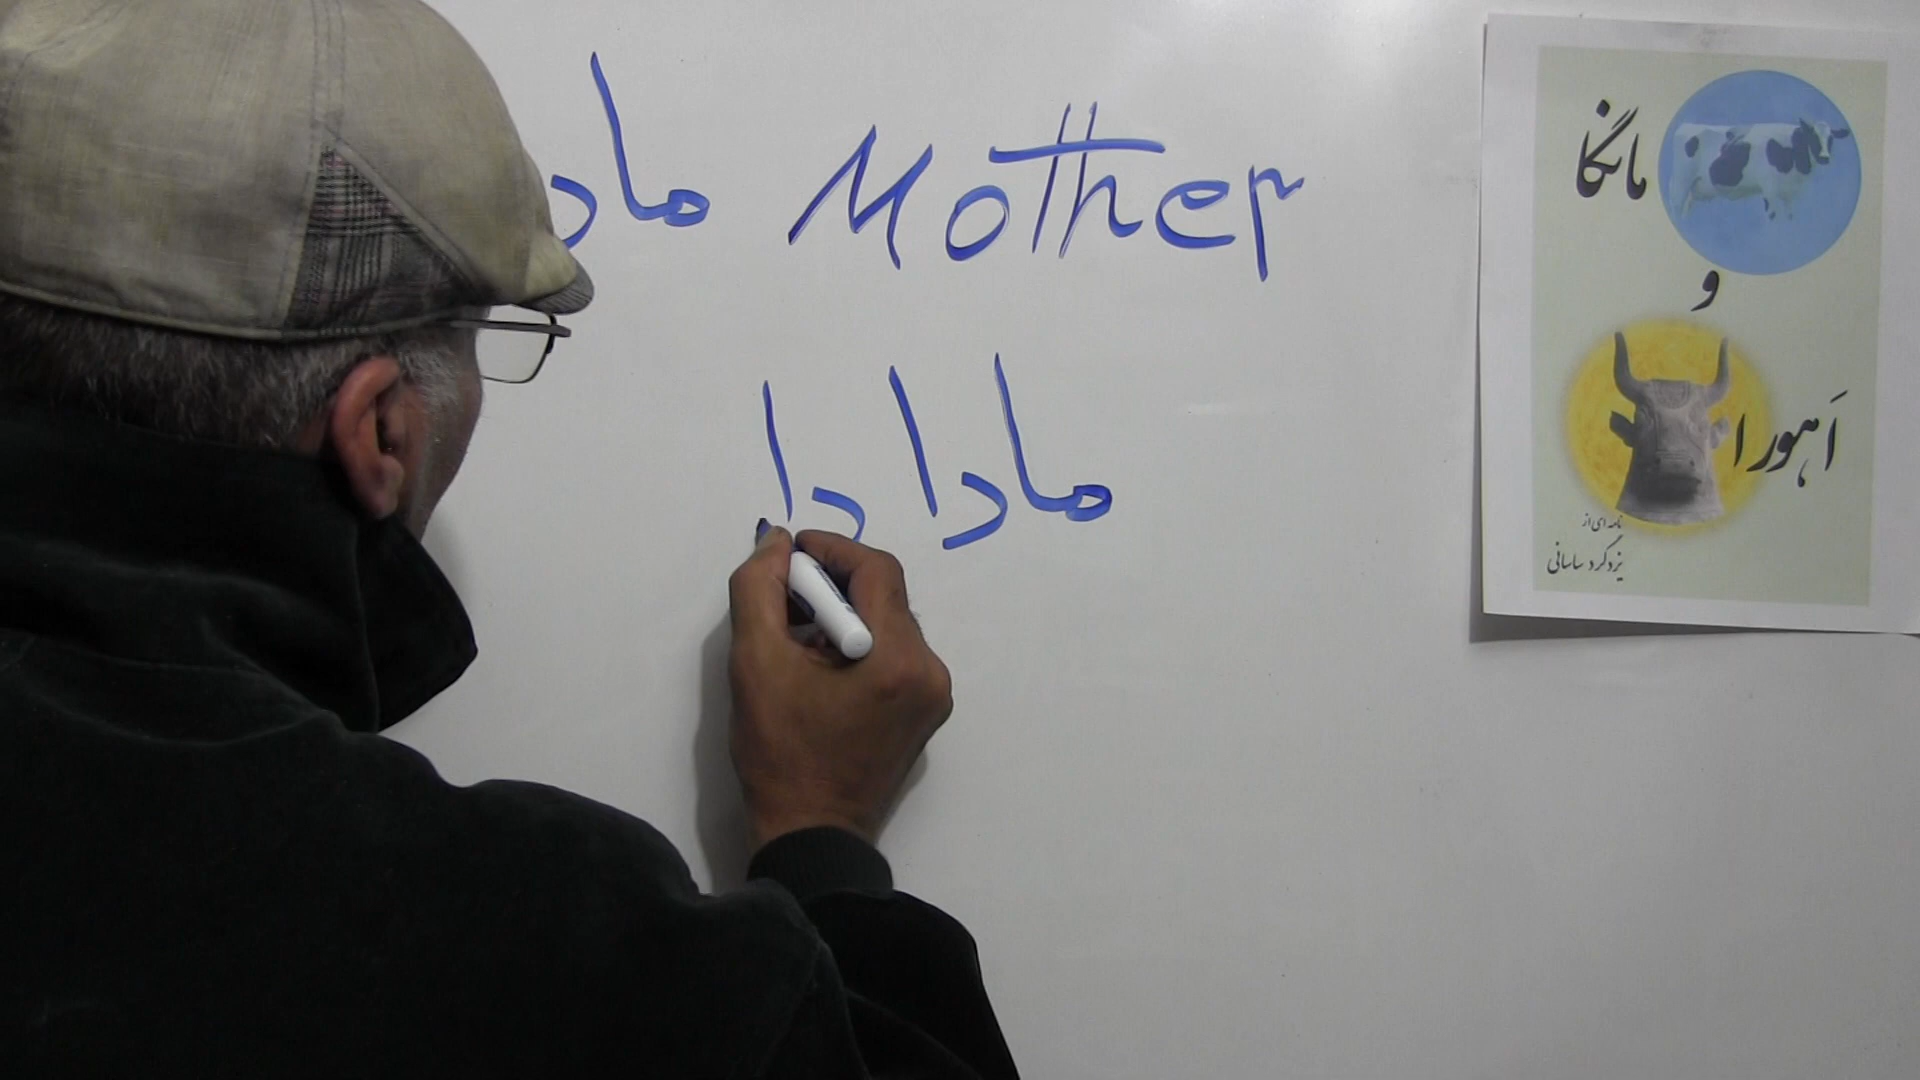 Mother ماد
مادا دا
مانگا
و
اَهورا
نامه ای از
یزدگرد ساسانی